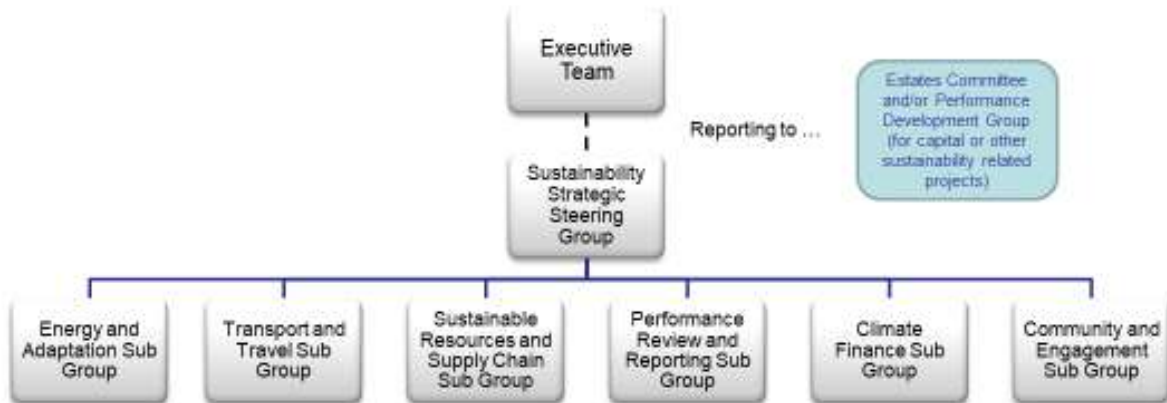 Executive
Team
Estates Committee
and/or Performance
Development Group
(for capital or other
sustainability related
projects)
Reporting to ...
Sustainability
Strategic
Steering
Group
Energy and
Adaptation Sub
Group
Transport and
Travel Sub
Group
Sustainable
Resources and
Supply Chain
Sub Group
Performance
Review and
Reporting Sub
Group
Climate
Finance Sub
Group
Community and
Engagement
Sub Group